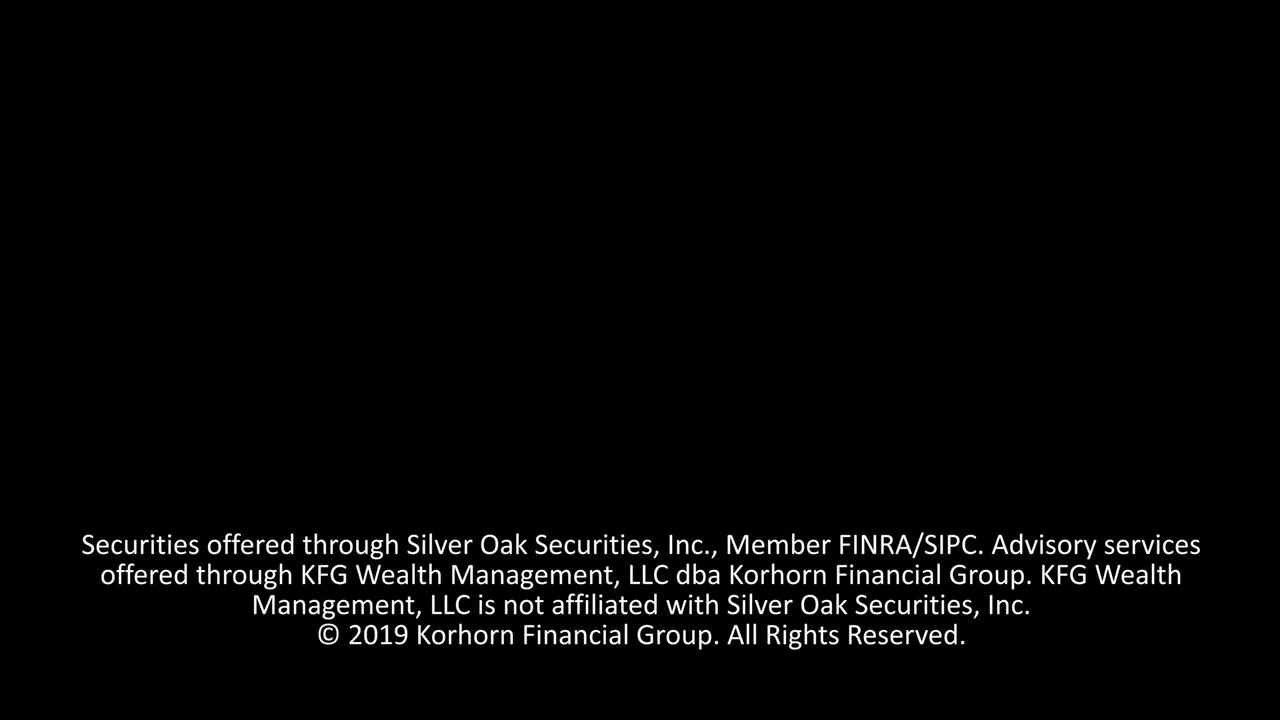 Securities offered through Silver Oak Securities, Inc., Member FINRA/SIPC. Advisory services
offered through KFG Wealth Management, LLC dba Korhorn Financial Group. KFG Wealth
Management, LLC is not affiliated with Silver Oak Securities, Inc.
© 2019 Korhorn Financial Group. All Rights Reserved.